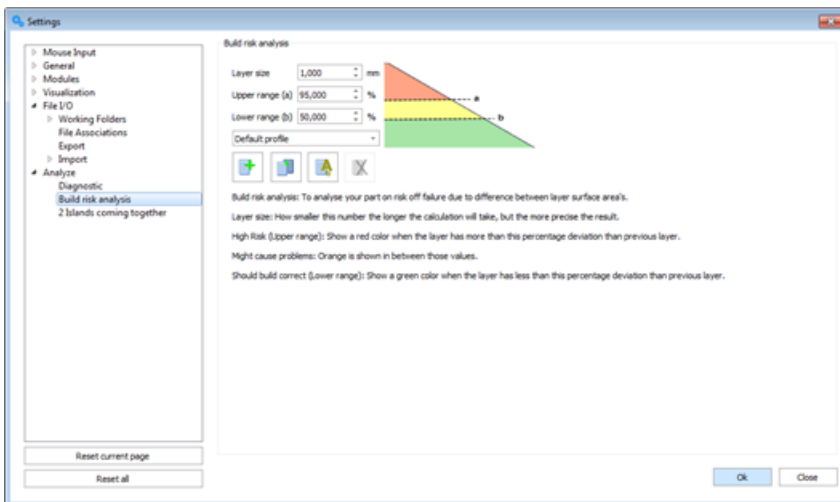 Settings
Mouse Input
General
Modules
Visualization
File I/O
Working Folders
File Associations
Export
Import
Analyze
Diagnostic
Build risk analysis
2 Islands coming together
Reset current page
Reset all
Build risk analysis
Layer size 1,000 mm
Upper range (a) 95,000 %
Lower range (b) 50,000 %
Default profile
a
b
Build risk analysis: To analyse your part on risk off failure due to difference between layer surface area's.
Layer size: How smaller this number the longer the calculation will take, but the more precise the result.
High Risk (Upper range): Show a red color when the layer has more than this percentage deviation than previous layer.
Might cause problems: Orange is shown in between those values.
Should build correct (Lower range): Show a green color when the layer has less than this percentage deviation than previous layer.
Ok Close